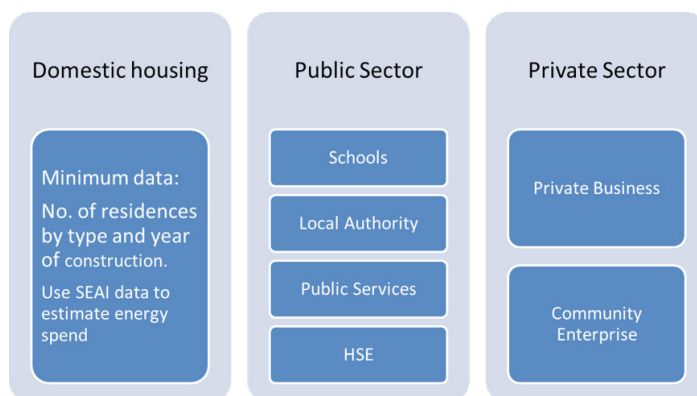 Domestic housing
Minimum data:
No. of residences
by type and year
of construction.
Use SEAI data to
estimate energy
spend
Public Sector
Schools
Local Authority
Public Services
HSE
Private Sector
Private Business
Community
Enterprise